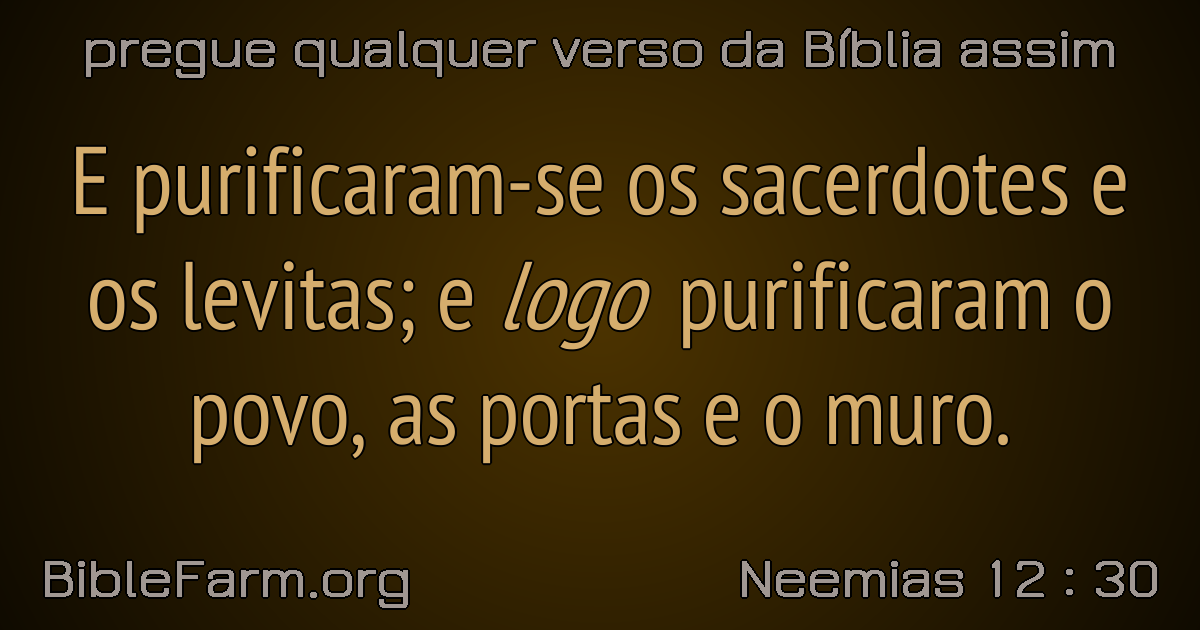 pregue qualquer verso da Bíblia assim
E purificaram-se os sacerdotes e
os levitas; e logo purificaram o
povo, as portas e o muro.
BibleFarm.org
Neemias 12 : 30